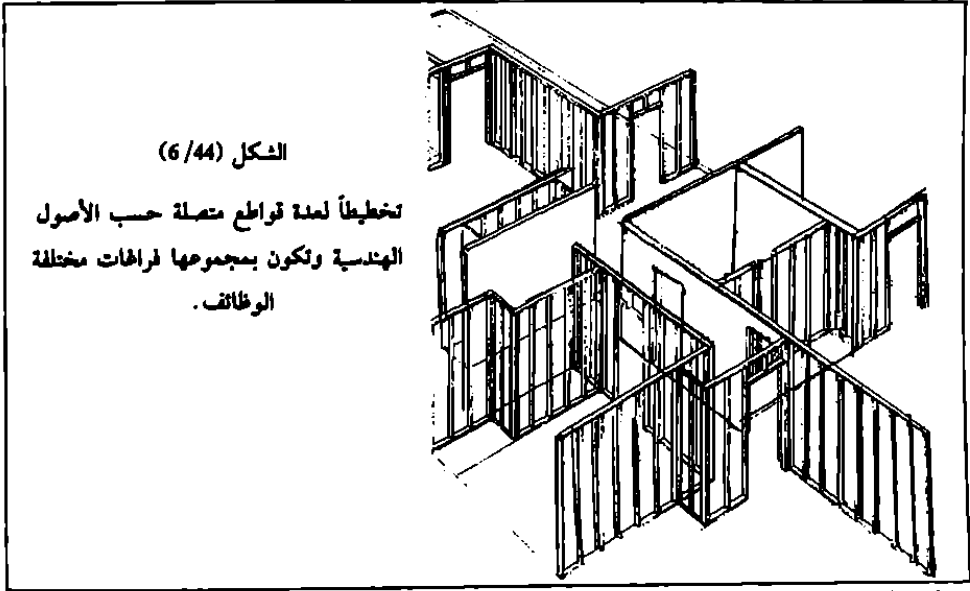 الشكل (6/44)
تخطيطاً لعدة قواطع متصلة حسب الأصول
الهندسية وتكون بمجموعها فراغات مختلفة
الوظائف .